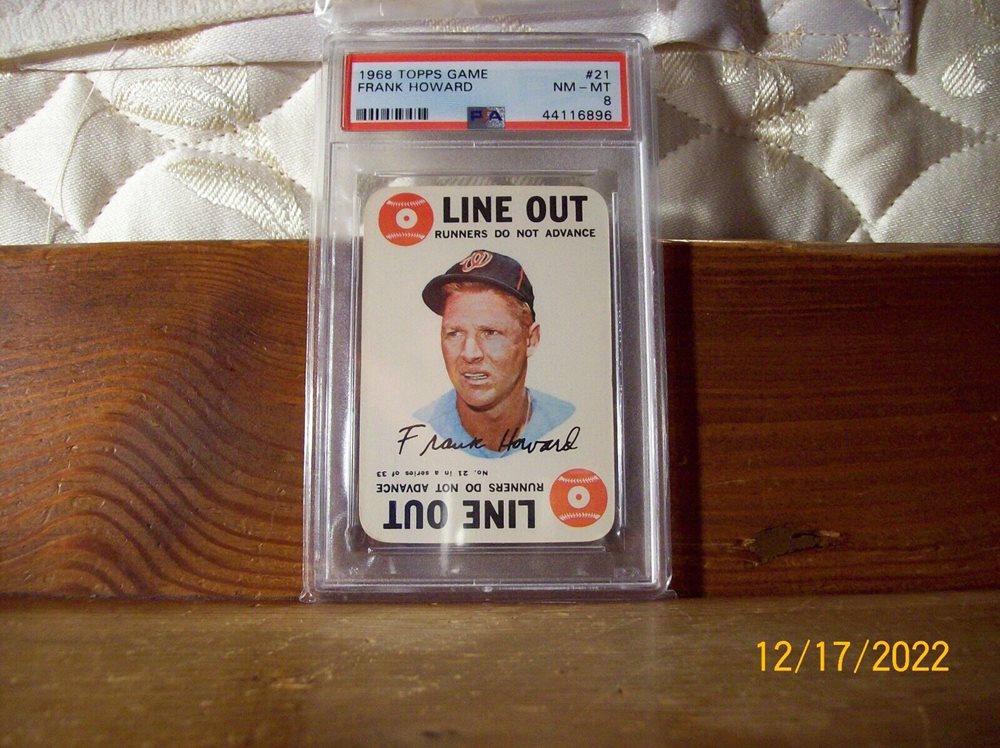 1968 TOPPS GAME #21
FRANK HOWARD NM - MT
8
PSA 44116896
LINE OUT
RUNNERS DO NOT ADVANCE
W
Frank Howard
No. 21 in a series of 33
RUNNERS DO NOT ADVANCE
LINE OUT
12/17/2022